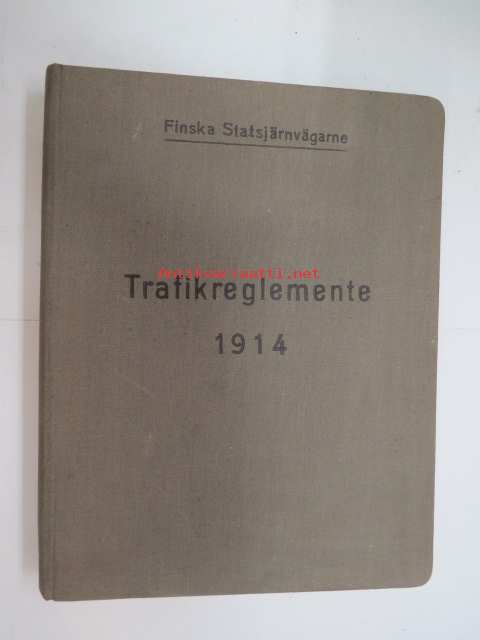 Finska Statsjärnvägarne
Antikvariaatti.net
Trafikreglemente
1914